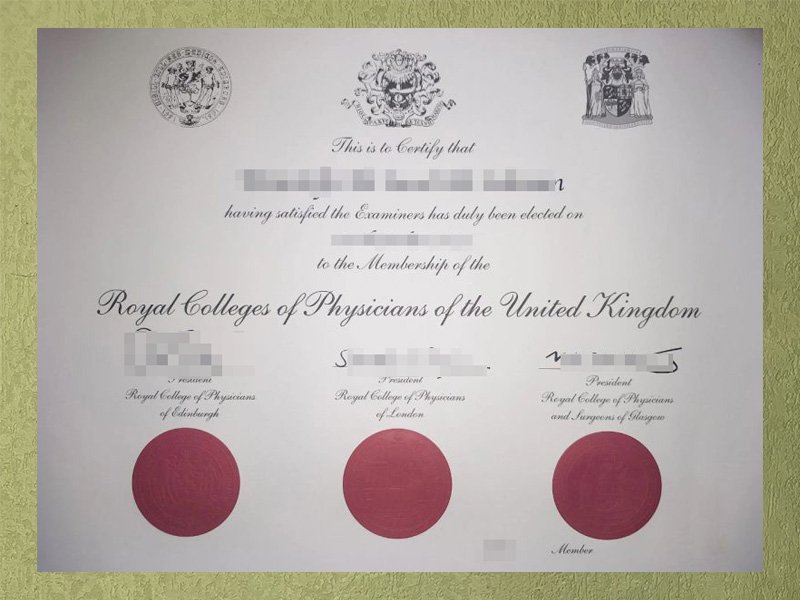 This is to Certify that
having satisfied the Examiners has duly been elected on
to the Membership of the
Royal Colleges of Physicians of the United Kingdom
President
Royal College of Physicians
of Edinburgh
President
Royal College of Physicians
of London
President
Royal College of Physicians
and Surgeons of Glasgow
Member